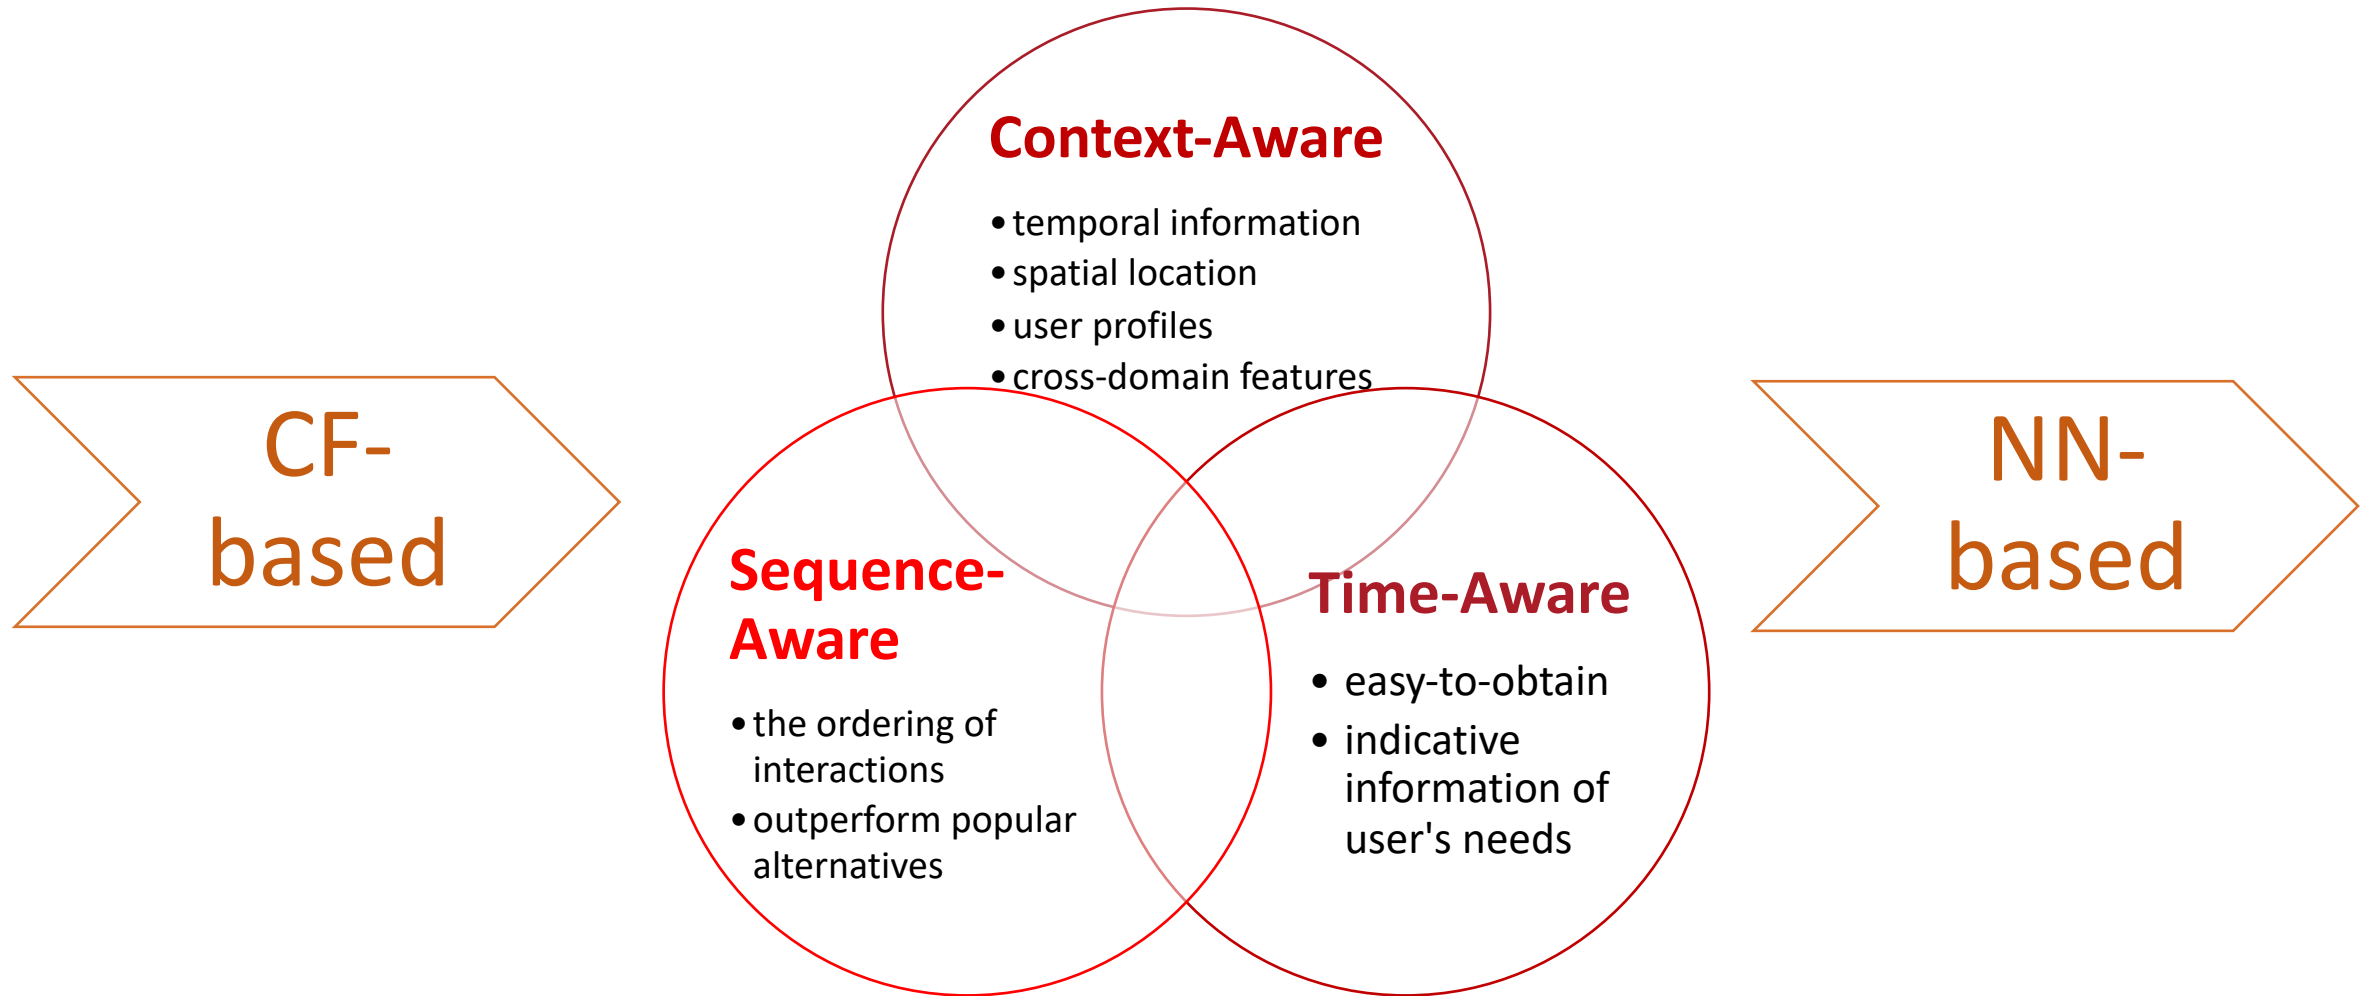 Context-Aware
• temporal information
• spatial location
• user profiles
• cross-domain features
CF-
based
Sequence-
Aware
• the ordering of
interactions
• outperform popular
alternatives
Time-Aware
• easy-to-obtain
• indicative
information of
user's needs
NN-
based